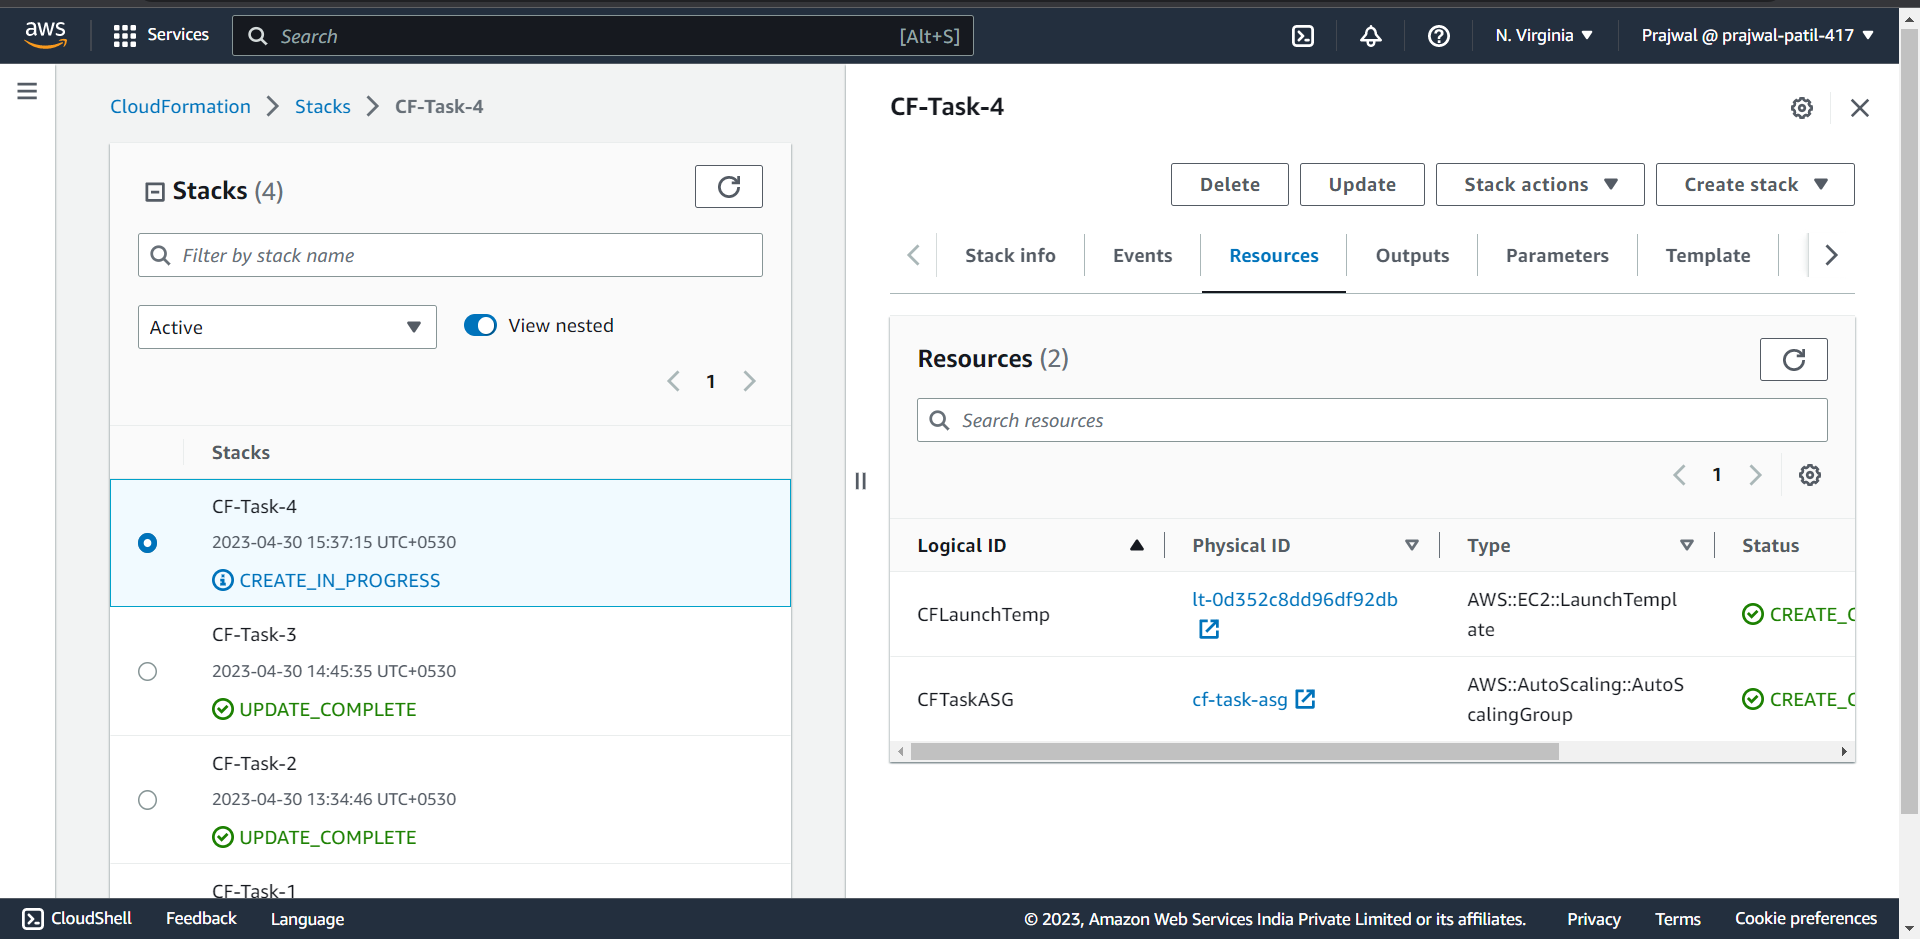 aws
Services
Search
[Alt+S]
N. Virginia
Prajwal @ prajwal-patil-417
CloudFormation
Stacks
CF-Task-4
Stacks (4)
Filter by stack name
Active
View nested
1
Stacks
CF-Task-4
2023-04-30 15:37:15 UTC+0530
CREATE_IN_PROGRESS
CF-Task-3
2023-04-30 14:45:35 UTC+0530
UPDATE_COMPLETE
CF-Task-2
2023-04-30 13:34:46 UTC+0530
UPDATE_COMPLETE
CF-Task-1
CF-Task-4
Delete
Update
Stack actions
Create stack
Stack info
Events
Resources
Outputs
Parameters
Template
Resources (2)
Search resources
1
Logical ID
Physical ID
Type
Status
CFLaunchTemp
lt-0d352c8dd96df92db
AWS::EC2::LaunchTempl
ate
CREATE_C
CFTaskASG
cf-task-asg
AWS::AutoScaling::AutoS
calingGroup
CREATE_C
CloudShell
Feedback
Language
© 2023, Amazon Web Services India Private Limited or its affiliates.
Privacy
Terms
Cookie preferences